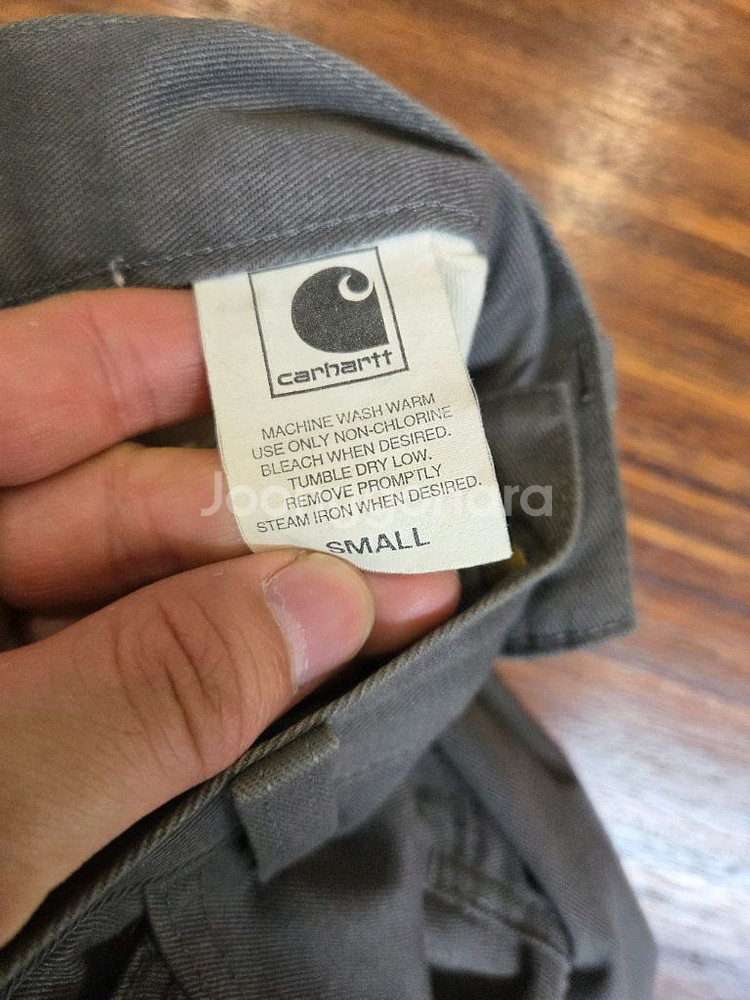 carhartt
MACHINE WASH WARM
USE ONLY NON-CHLORINE
BLEACH WHEN DESIRED.
TUMBLE DRY LOW.
REMOVE PROMPTLY
STEAM IRON WHEN DESIRED.
Joonggonara
SMALL